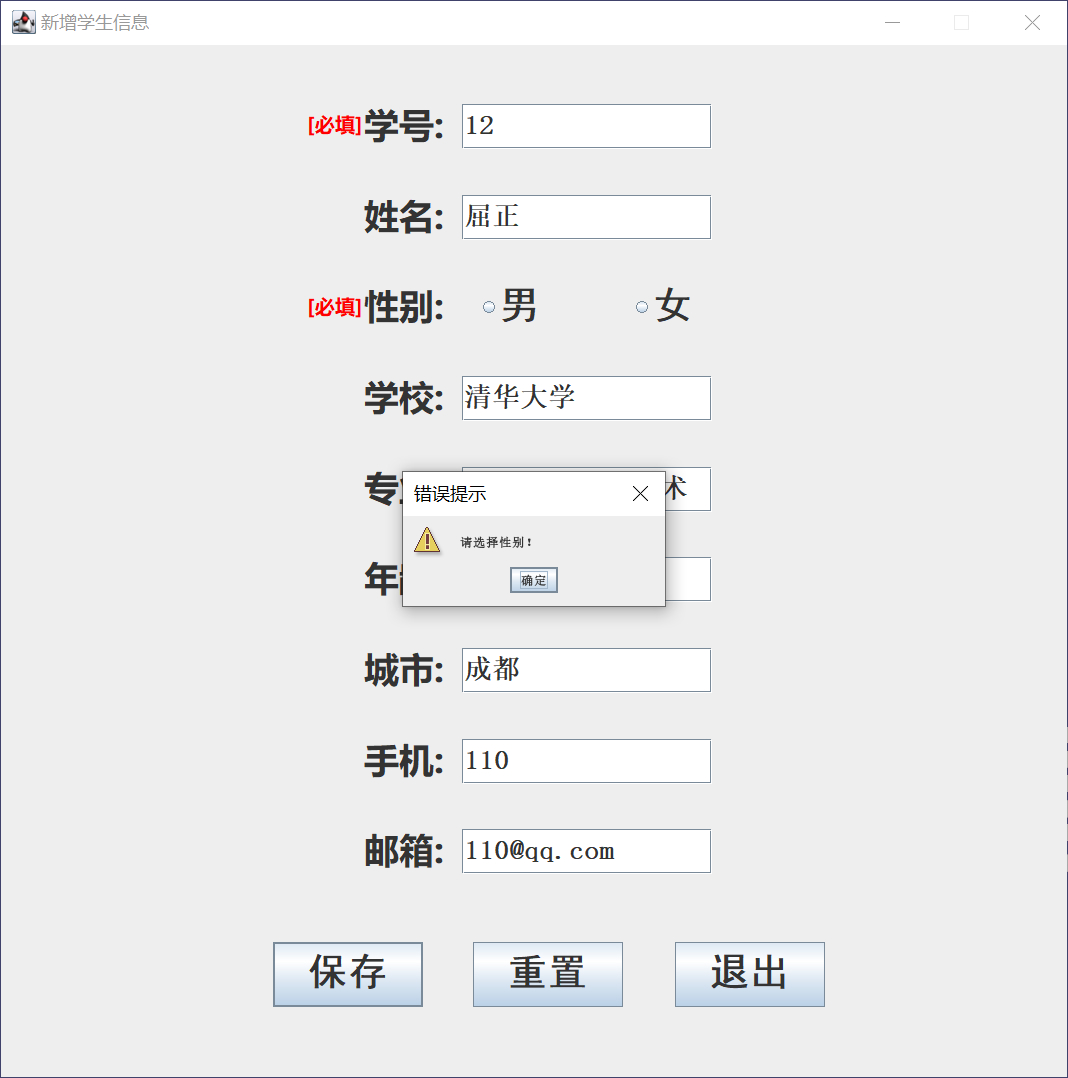 新增学生信息
[必填]学号: 12
姓名: 屈正
[必填]性别: 男 女
学校: 清华大学
专 术
错误提示
请选择性别!
确定
年
城市: 成都
手机: 110
邮箱: 110@qq.com
保存 重置 退出